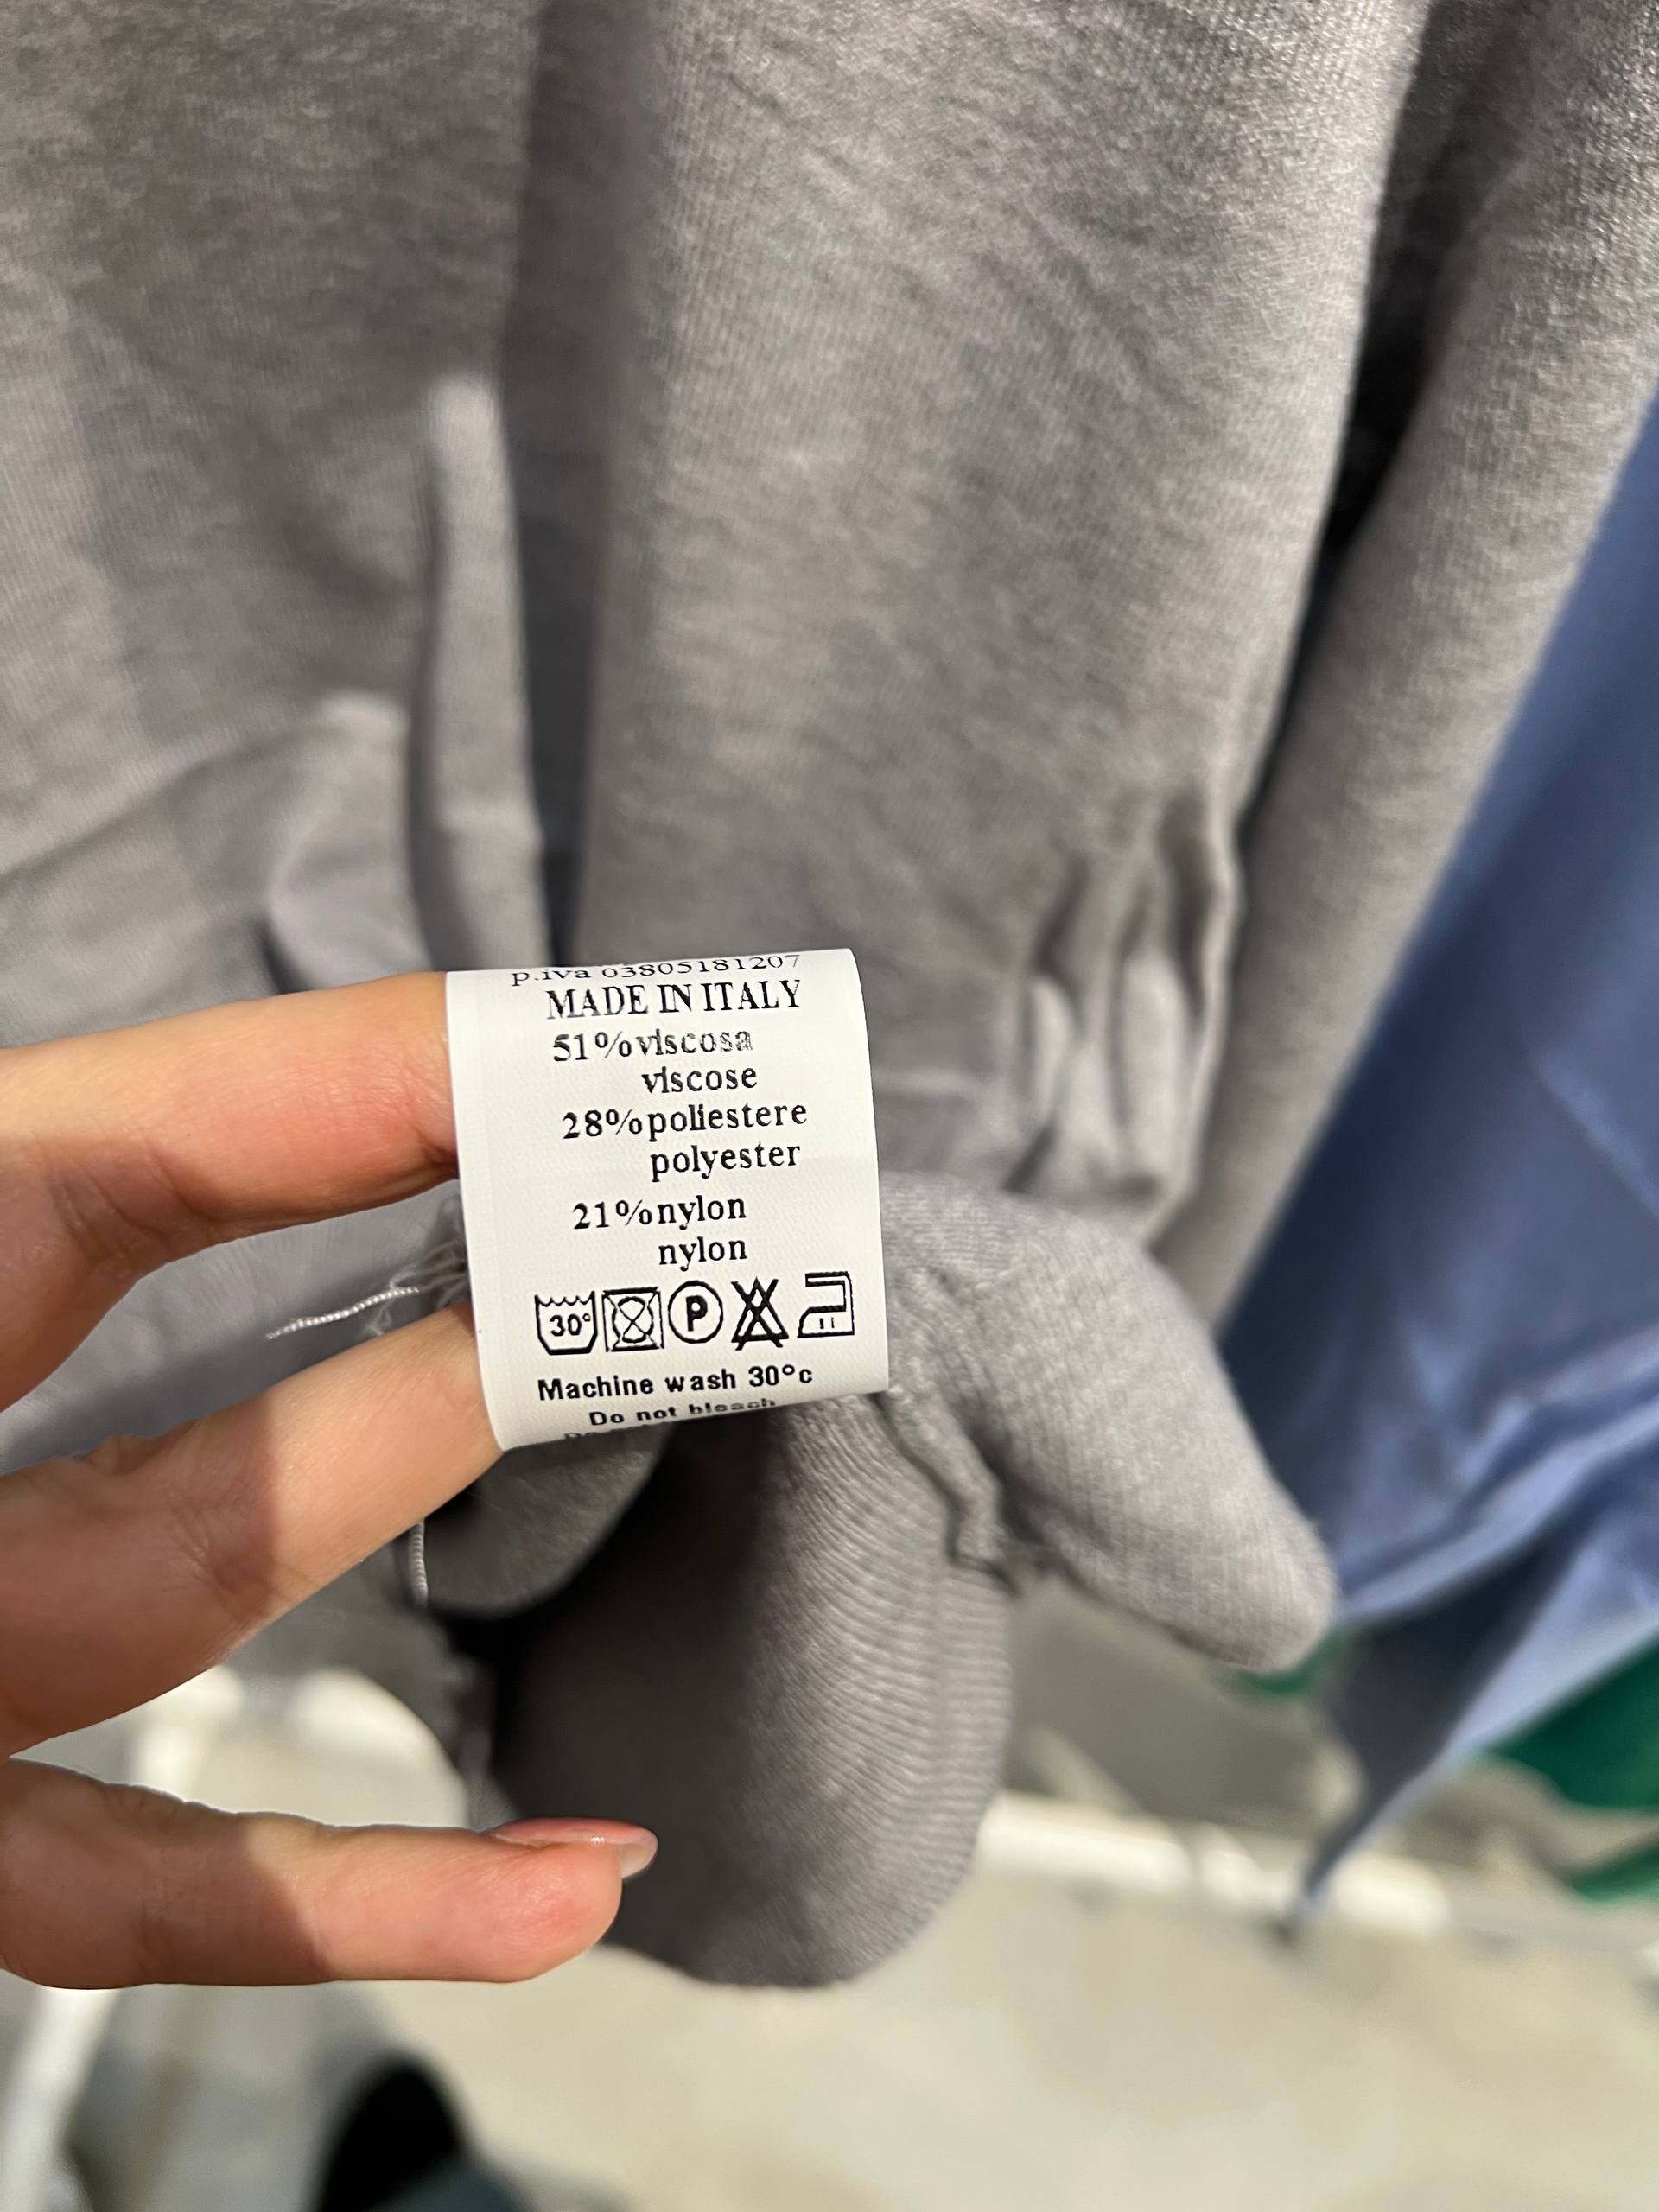 p.iva 03805181207
MADE IN ITALY
51% viscosa
viscose
28% poliestere
polyester
21% nylon
nylon
30° P
Machine wash 30°c
Do not bleach